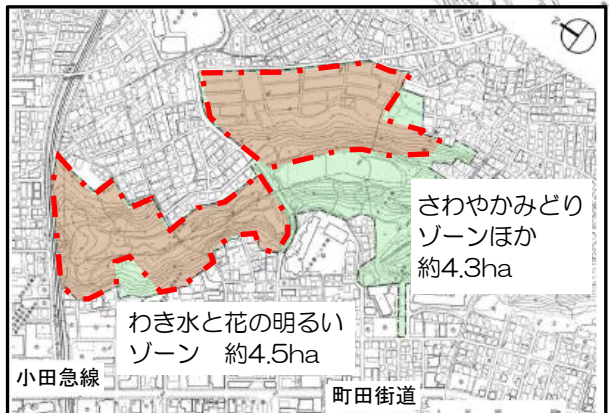 さわやかみどり
ゾーンほか
約4.3ha
わき水と花の明るい
ゾーン 約4.5ha
小田急線
町田街道